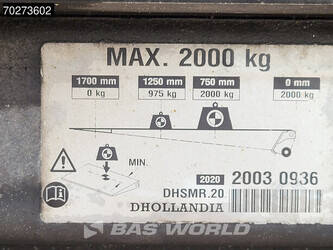 70273602
MAX. 2000 kg
1700 mm 1250 mm 750 mm 0 mm
0 kg 975 kg 2000 kg 2000 kg
MIN.
2020 2003 0936
DHSMR.20
DHOLLANDIA
BAS WORLD